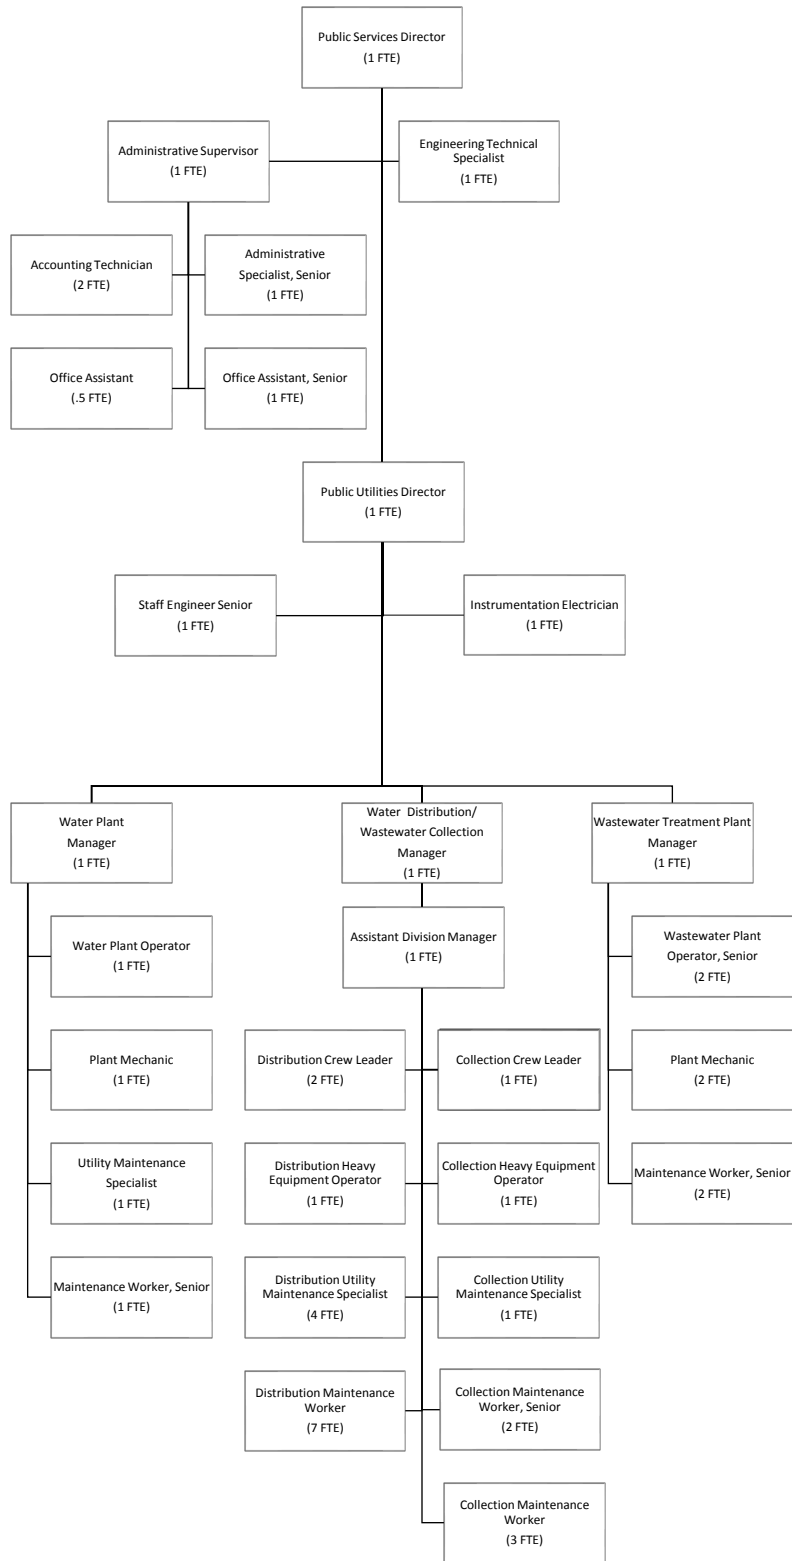 Public Services Director
(1 FTE)
Administrative Supervisor
(1 FTE)
Engineering Technical
Specialist
(1 FTE)
Accounting Technician
(2 FTE)
Administrative
Specialist, Senior
(1 FTE)
Office Assistant
(.5 FTE)
Office Assistant, Senior
(1 FTE)
Public Utilities Director
(1 FTE)
Staff Engineer Senior
(1 FTE)
Instrumentation Electrician
(1 FTE)
Water Plant
Manager
(1 FTE)
Water Distribution/
Wastewater Collection
Manager
(1 FTE)
Wastewater Treatment Plant
Manager
(1 FTE)
Assistant Division Manager
(1 FTE)
Water Plant Operator
(1 FTE)
Plant Mechanic
(1 FTE)
Utility Maintenance
Specialist
(1 FTE)
Maintenance Worker, Senior
(1 FTE)
Distribution Crew Leader
(2 FTE)
Collection Crew Leader
(1 FTE)
Distribution Heavy
Equipment Operator
(1 FTE)
Collection Heavy Equipment
Operator
(1 FTE)
Distribution Utility
Maintenance Specialist
(4 FTE)
Collection Utility
Maintenance Specialist
(1 FTE)
Distribution Maintenance
Worker
(7 FTE)
Collection Maintenance
Worker, Senior
(2 FTE)
Collection Maintenance
Worker
(3 FTE)
Wastewater Plant
Operator, Senior
(2 FTE)
Plant Mechanic
(2 FTE)
Maintenance Worker, Senior
(2 FTE)